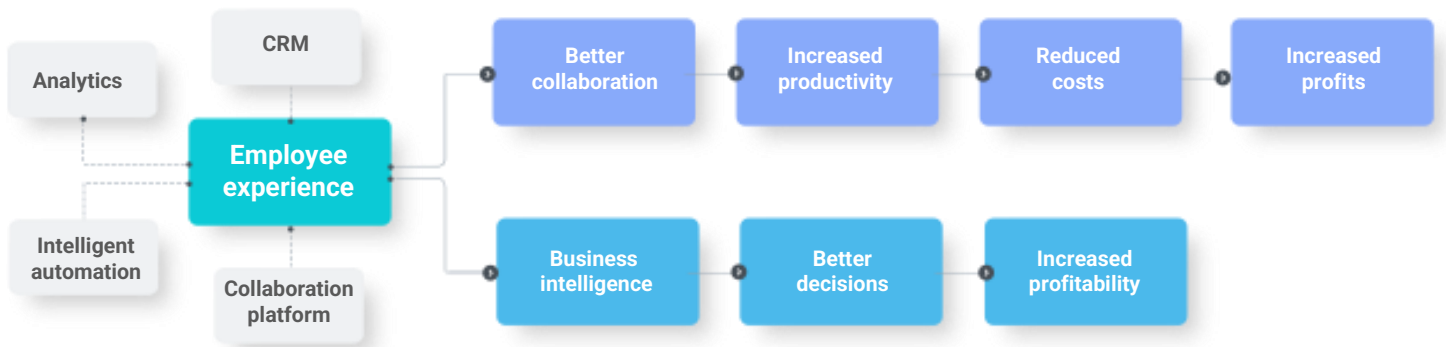 Analytics
CRM
Intelligent
automation
Collaboration
platform
Employee
experience
Better
collaboration
Increased
productivity
Reduced
costs
Increased
profits
Business
intelligence
Better
decisions
Increased
profitability